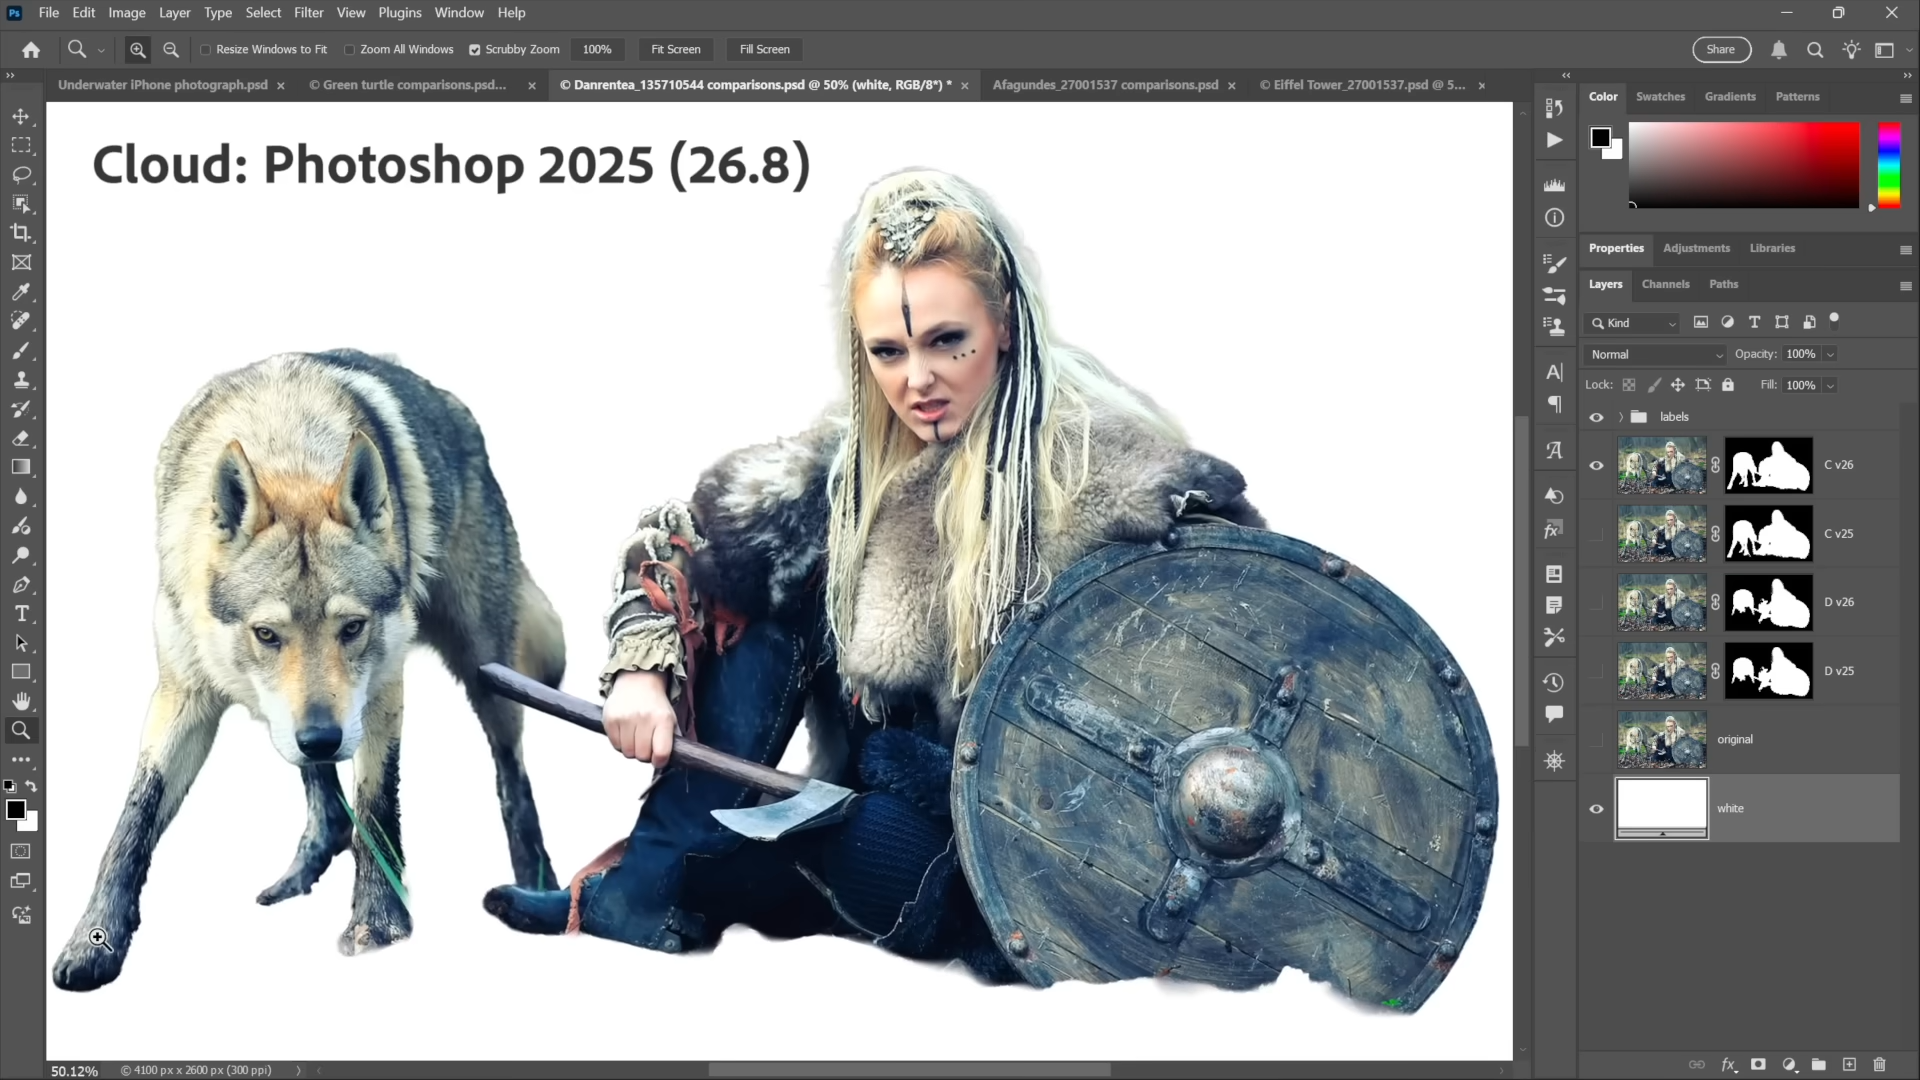 Ps File Edit Image Layer Type Select Filter View Plugins Window Help
Resize Windows to Fit Zoom All Windows Scrubby Zoom 100% Fit Screen Fill Screen Share
Underwater iPhone photograph.psd × © Green turtle comparisons.psd... × © Danrentea_135710544 comparisons.psd @ 50% (white, RGB/8*) * × Afagundes_27001537 comparisons.psd × © Eiffel Tower_27001537.psd @ 5... ×
Color Swatches Gradients Patterns
Cloud: Photoshop 2025 (26.8)
Properties Adjustments Libraries
Layers Channels Paths
Kind
Normal Opacity: 100%
Lock: Fill: 100%
labels
C v26
C v25
D v26
D v25
original
white
50.12% © 4100 px x 2600 px (300 ppi)